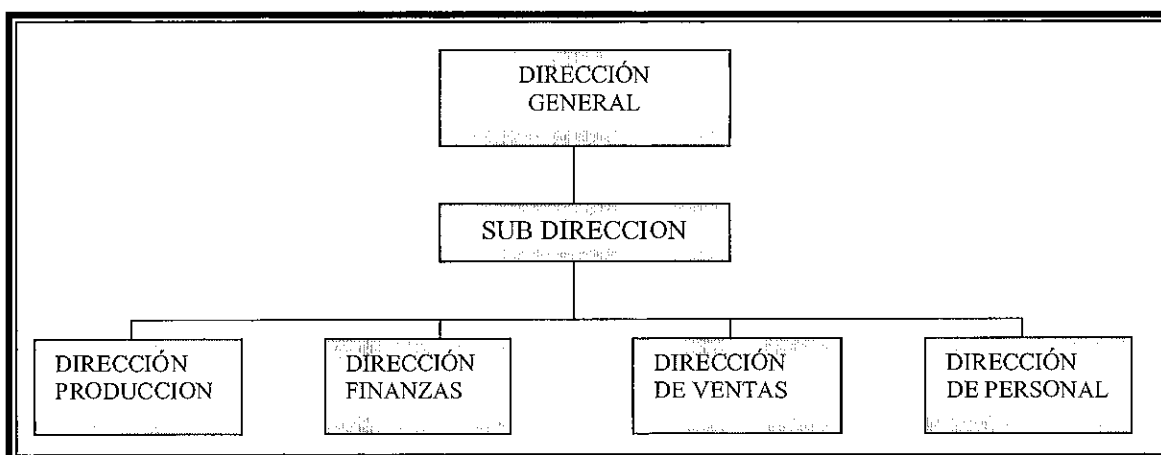 DIRECCIÓN
GENERAL
SUB DIRECCION
DIRECCIÓN
PRODUCCION
DIRECCIÓN
FINANZAS
DIRECCIÓN
DE VENTAS
DIRECCIÓN
DE PERSONAL